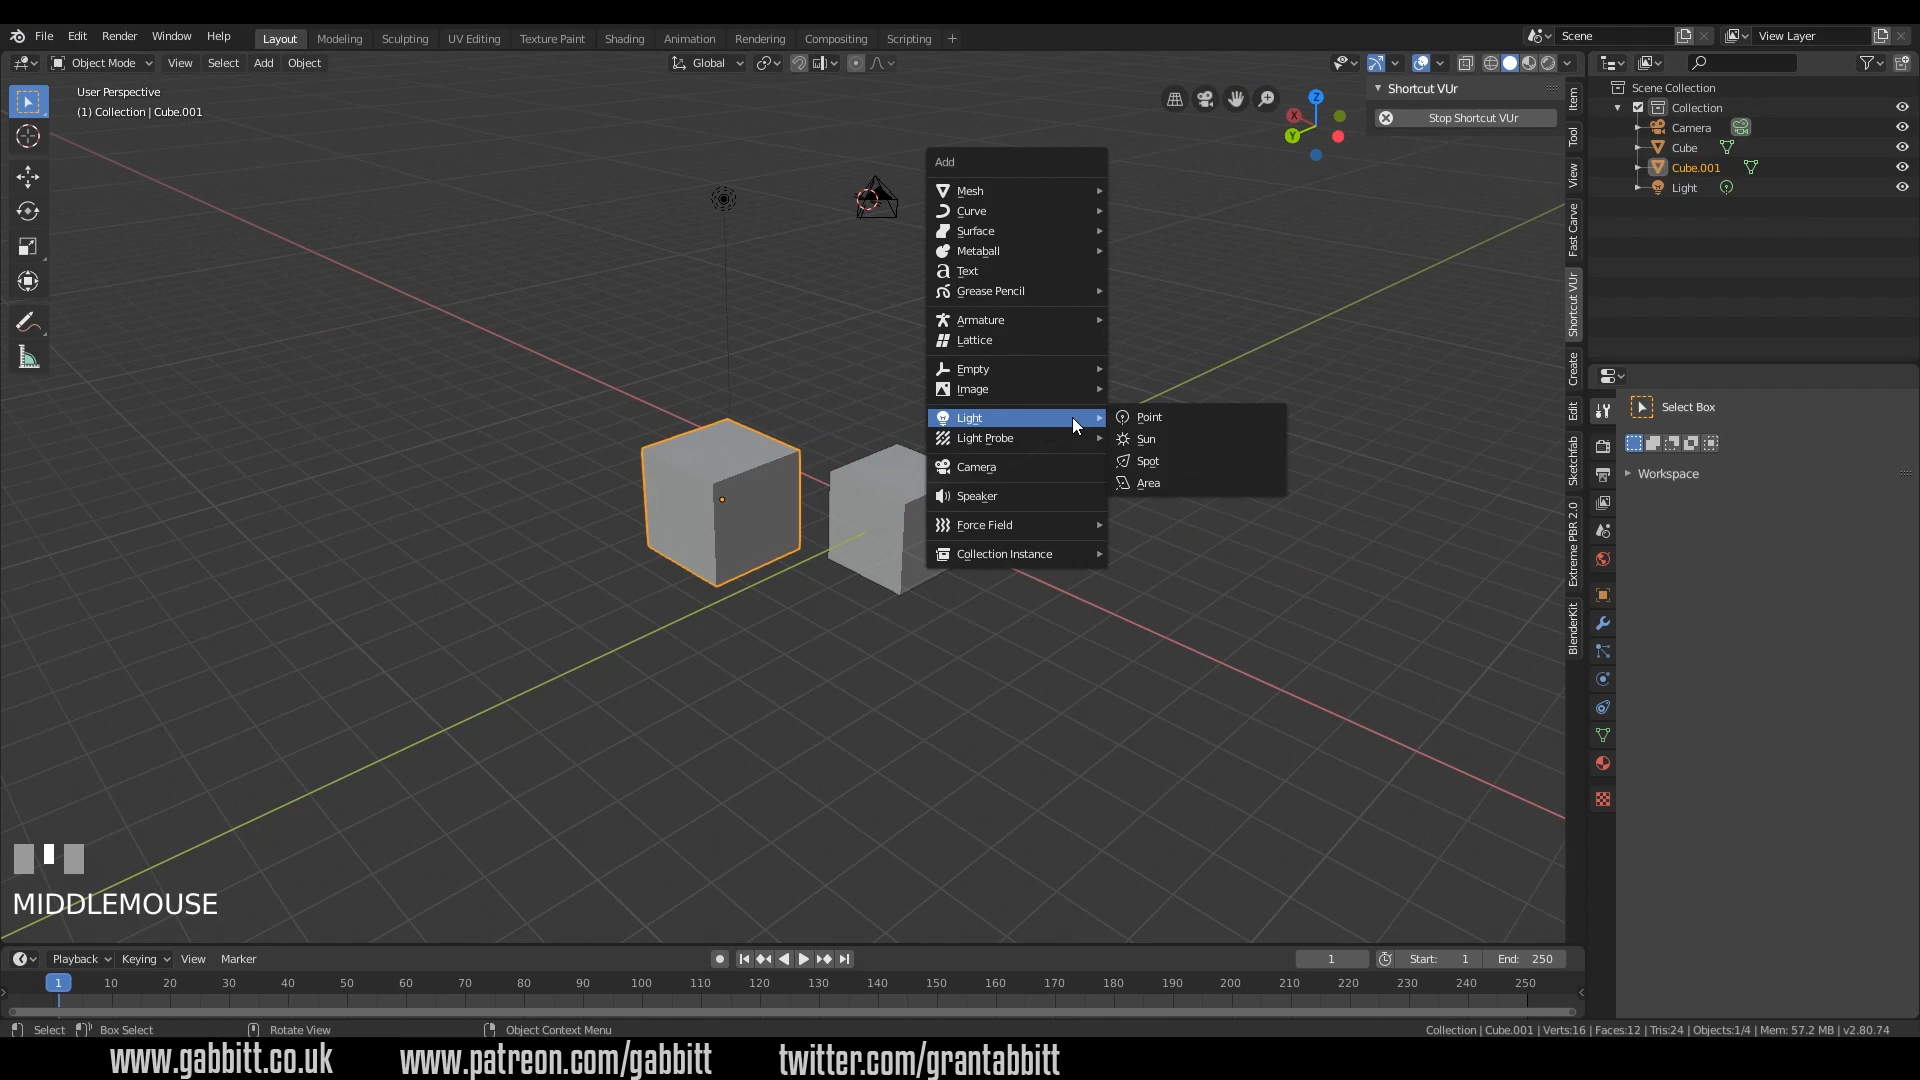 File Edit Render Window Help Layout Modeling Sculpting UV Editing Texture Paint Shading Animation Rendering Compositing Scripting + Scene View Layer
Object Mode View Select Add Object Global
User Perspective
(1) Collection | Cube.001
Z
X
Y
Shortcut VUr
Stop Shortcut VUr
Item
Tool
View
Fast Carve
Shortcut VUr
Create
Edit
Sketchfab
Extreme PBR 2.0
BlenderKit
Scene Collection
Collection
Camera
Cube
Cube.001
Light
Select Box
Workspace
Add
Mesh
Curve
Surface
Metaball
Text
Grease Pencil
Armature
Lattice
Empty
Image
Light
Light Probe
Camera
Speaker
Force Field
Collection Instance
Point
Sun
Spot
Area
MIDDLEMOUSE
Playback Keying View Marker 1 Start: 1 End: 250
1 10 20 30 40 50 60 70 80 90 100 110 120 130 140 150 160 170 180 190 200 210 220 230 240 250
Select Box Select Rotate View Object Context Menu Collection | Cube.001 | Verts:16 | Faces:12 | Tris:24 | Objects:1/4 | Mem: 57.2 MB | v2.80.74
www.gabbitt.co.uk www.patreon.com/gabbitt twitter.com/grantabbitt